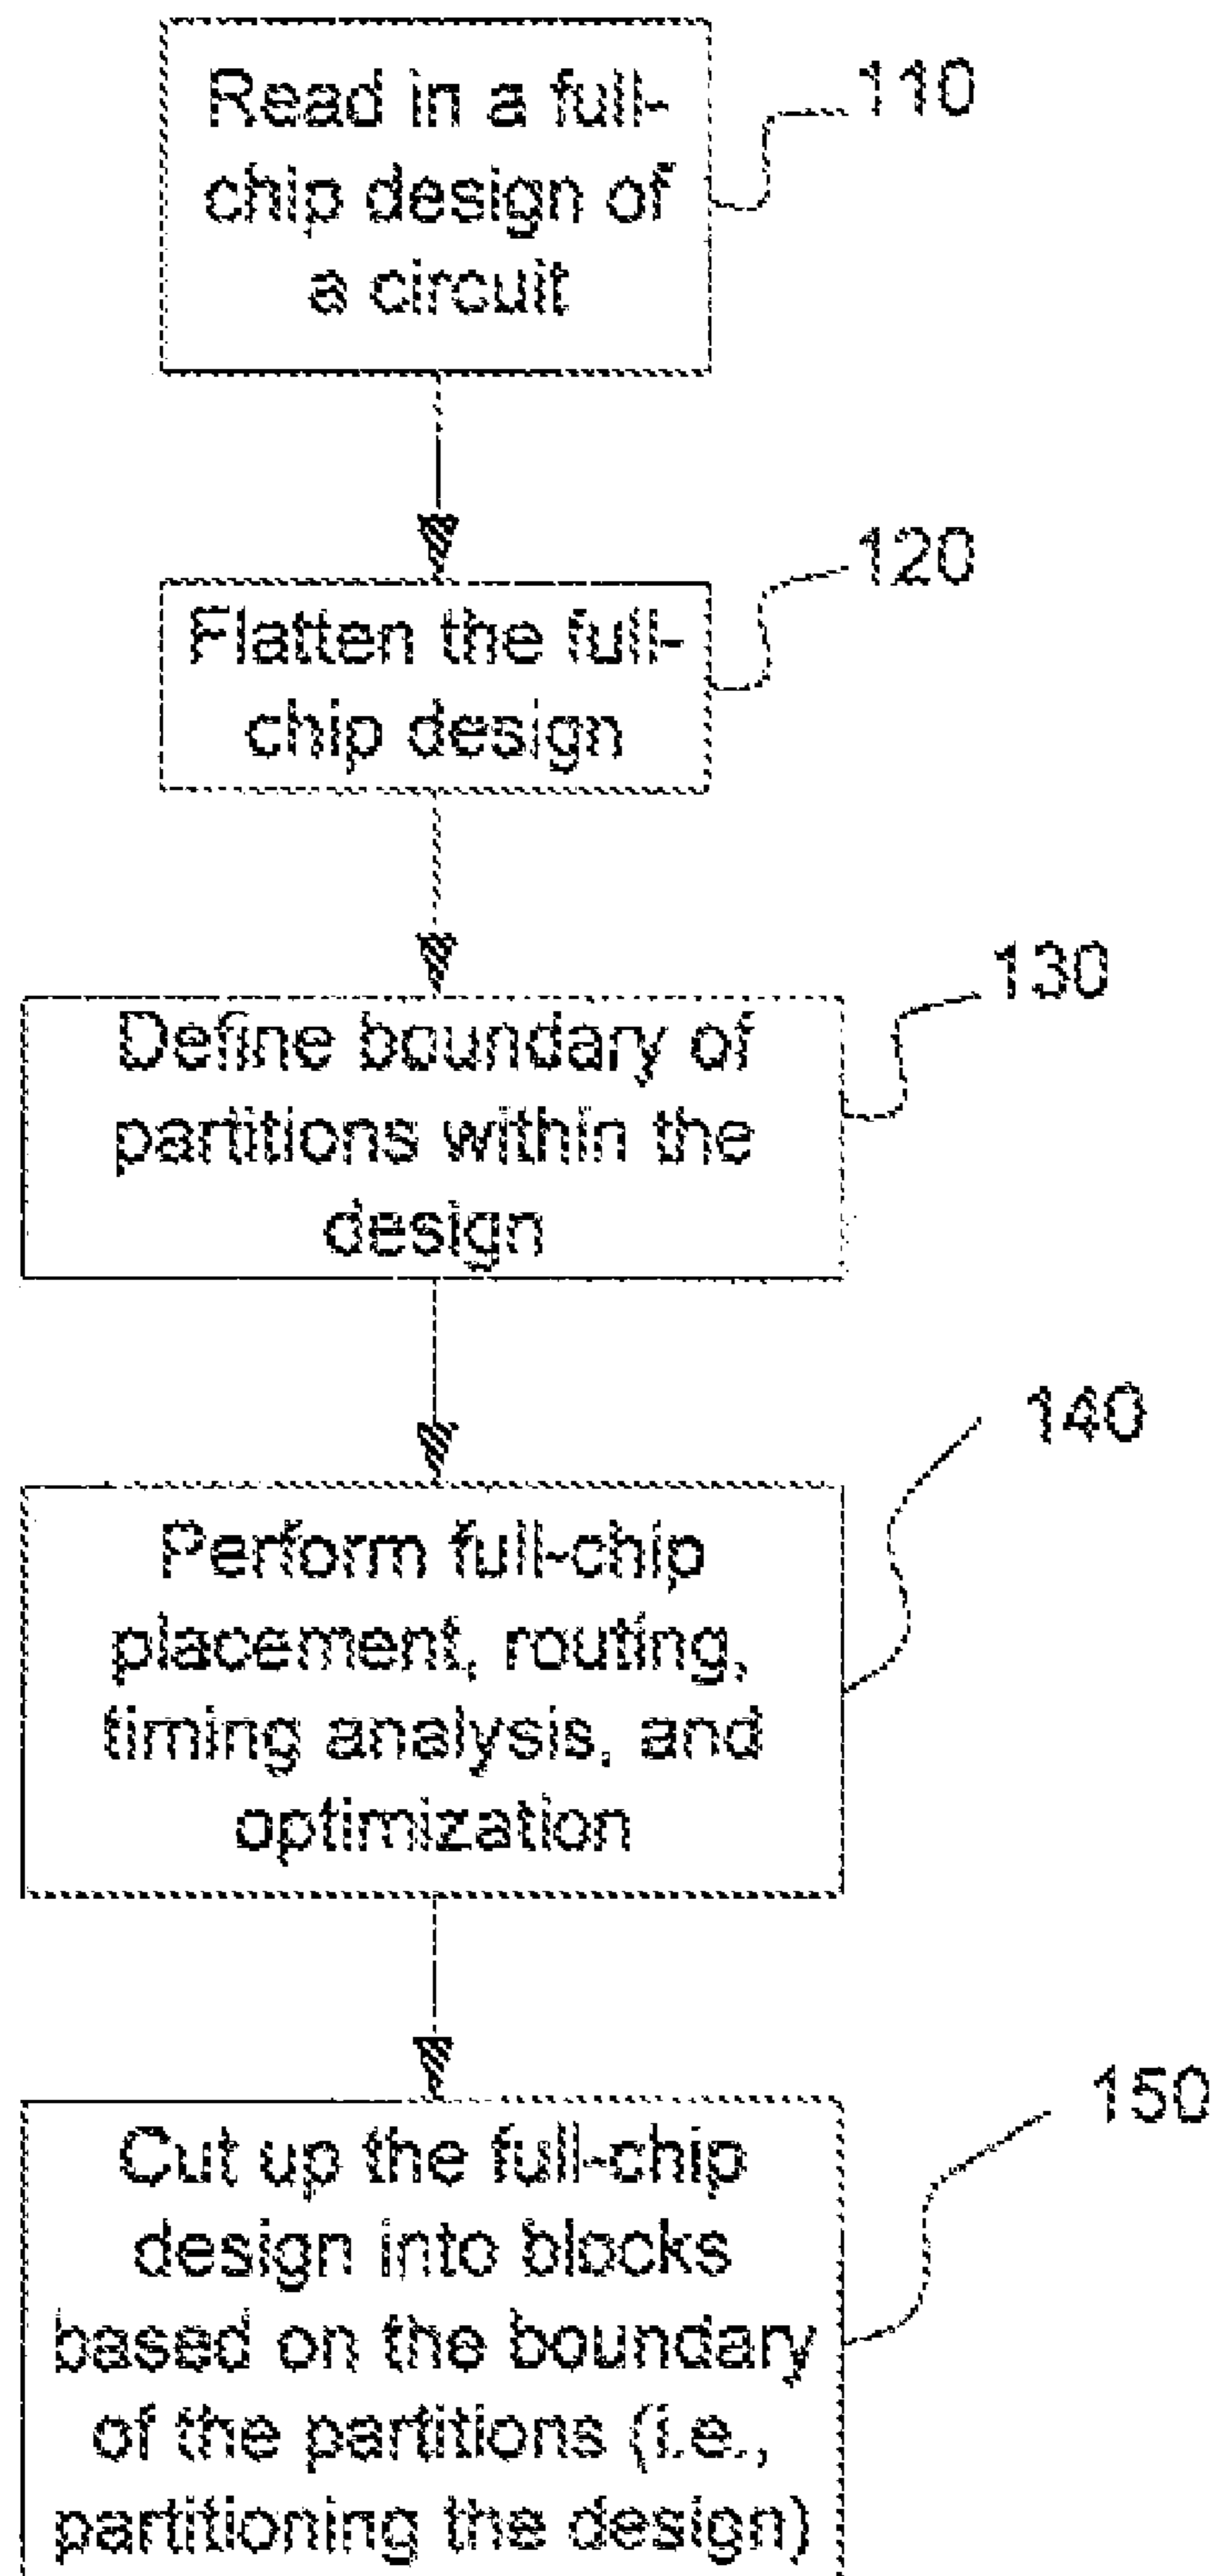 Read in a full-
chip design of
a circuit
110
Flatten the full-
chip design
120
Define boundary of
partitions within the
design
130
Perform full-chip
placement, routing,
timing analysis, and
optimization
140
Cut up the full-chip
design into blocks
based on the boundary
of the partitions (i.e.,
partitioning the design)
150